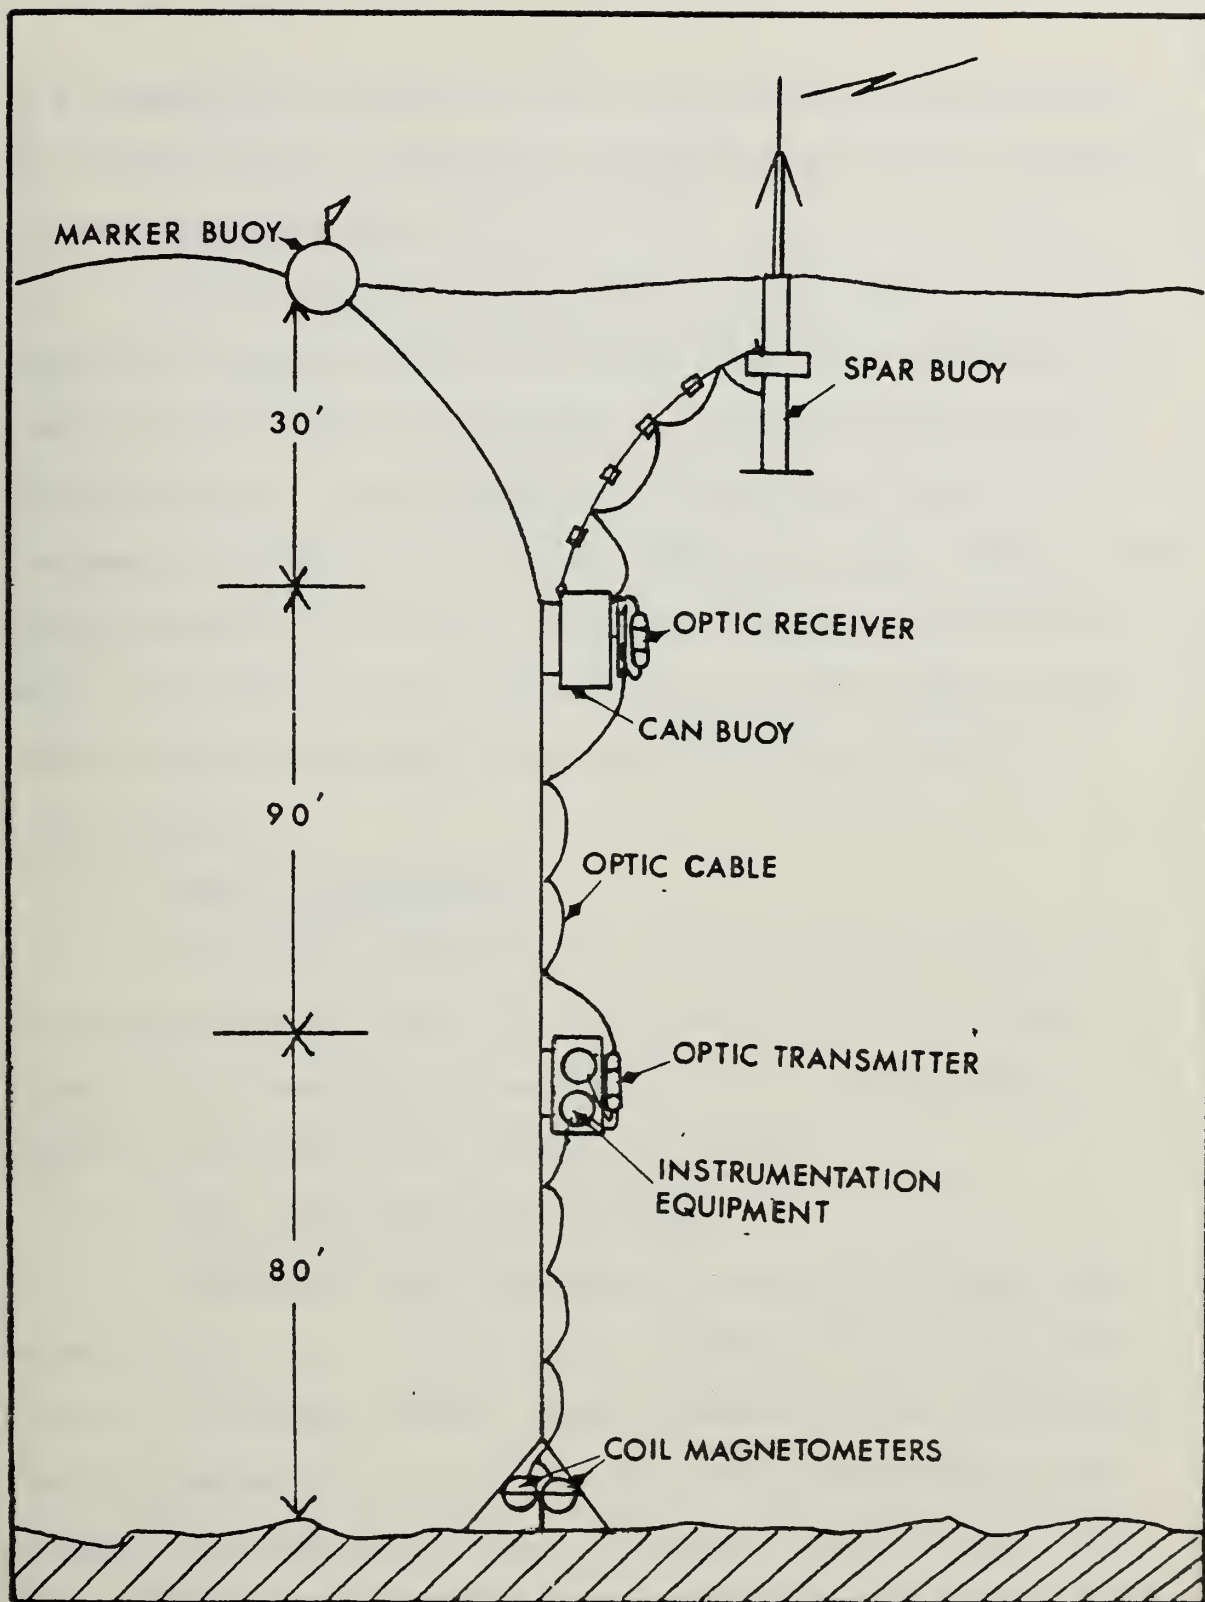 MARKER BUOY
SPAR BUOY
30'
OPTIC RECEIVER
CAN BUOY
90'
OPTIC CABLE
OPTIC TRANSMITTER
INSTRUMENTATION
EQUIPMENT
80'
COIL MAGNETOMETERS